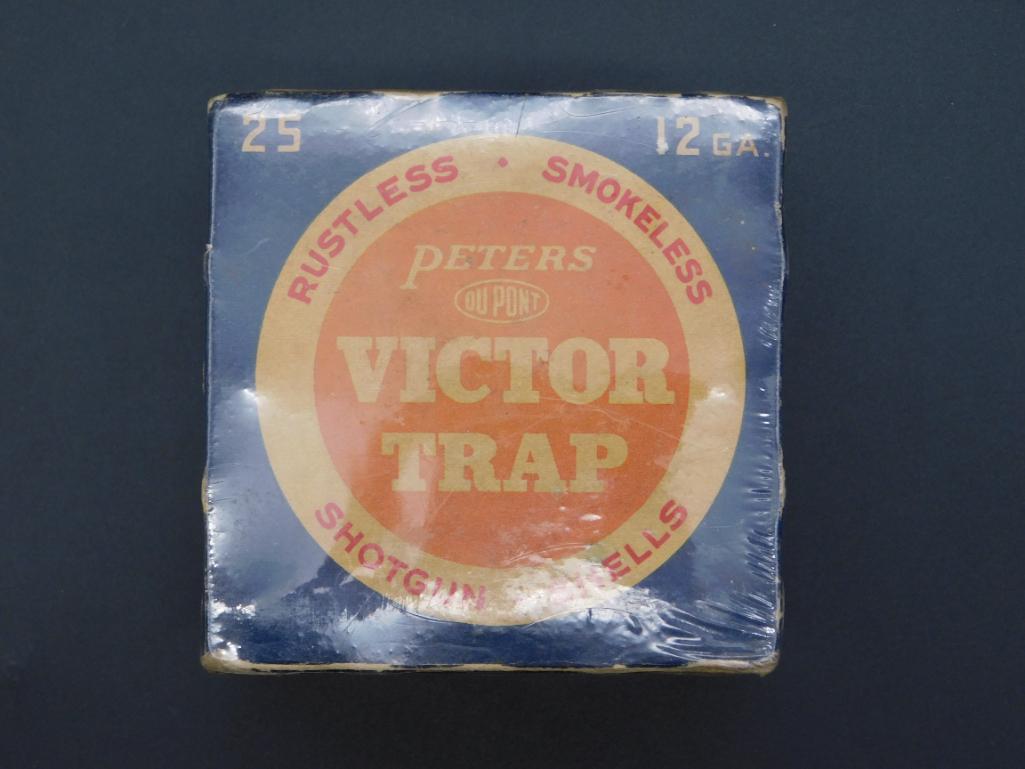 25
12 GA.
RUSTLESS · SMOKELESS
PETERS
DU PONT
VICTOR
TRAP
SHOTGUN SHELLS